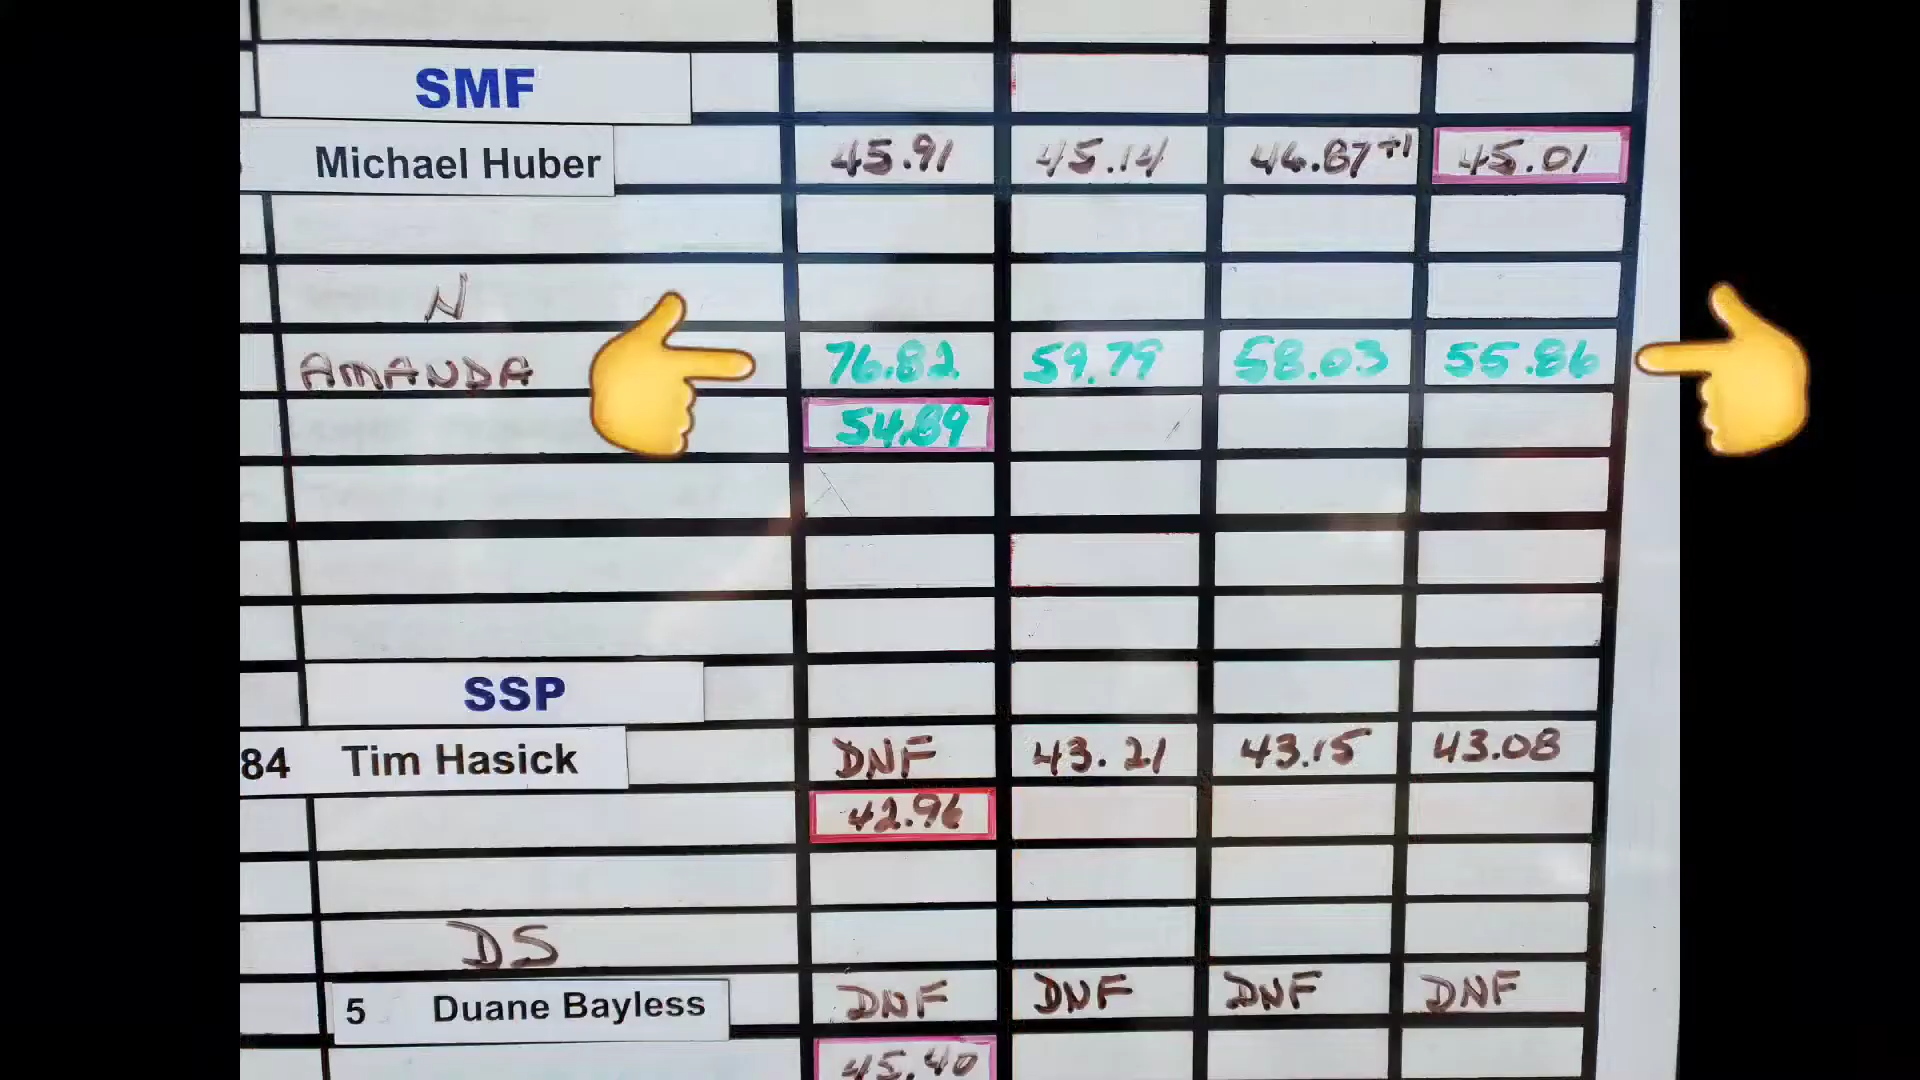 SMF
Michael Huber 45.91 45.14 46.87+1 45.01
N
AMANDA 76.82 59.79 58.03 55.86
54.89
SSP
84 Tim Hasick DNF 43.21 43.15 43.08
42.96
DS
5 Duane Bayless DNF DNF DNF DNF
45.40